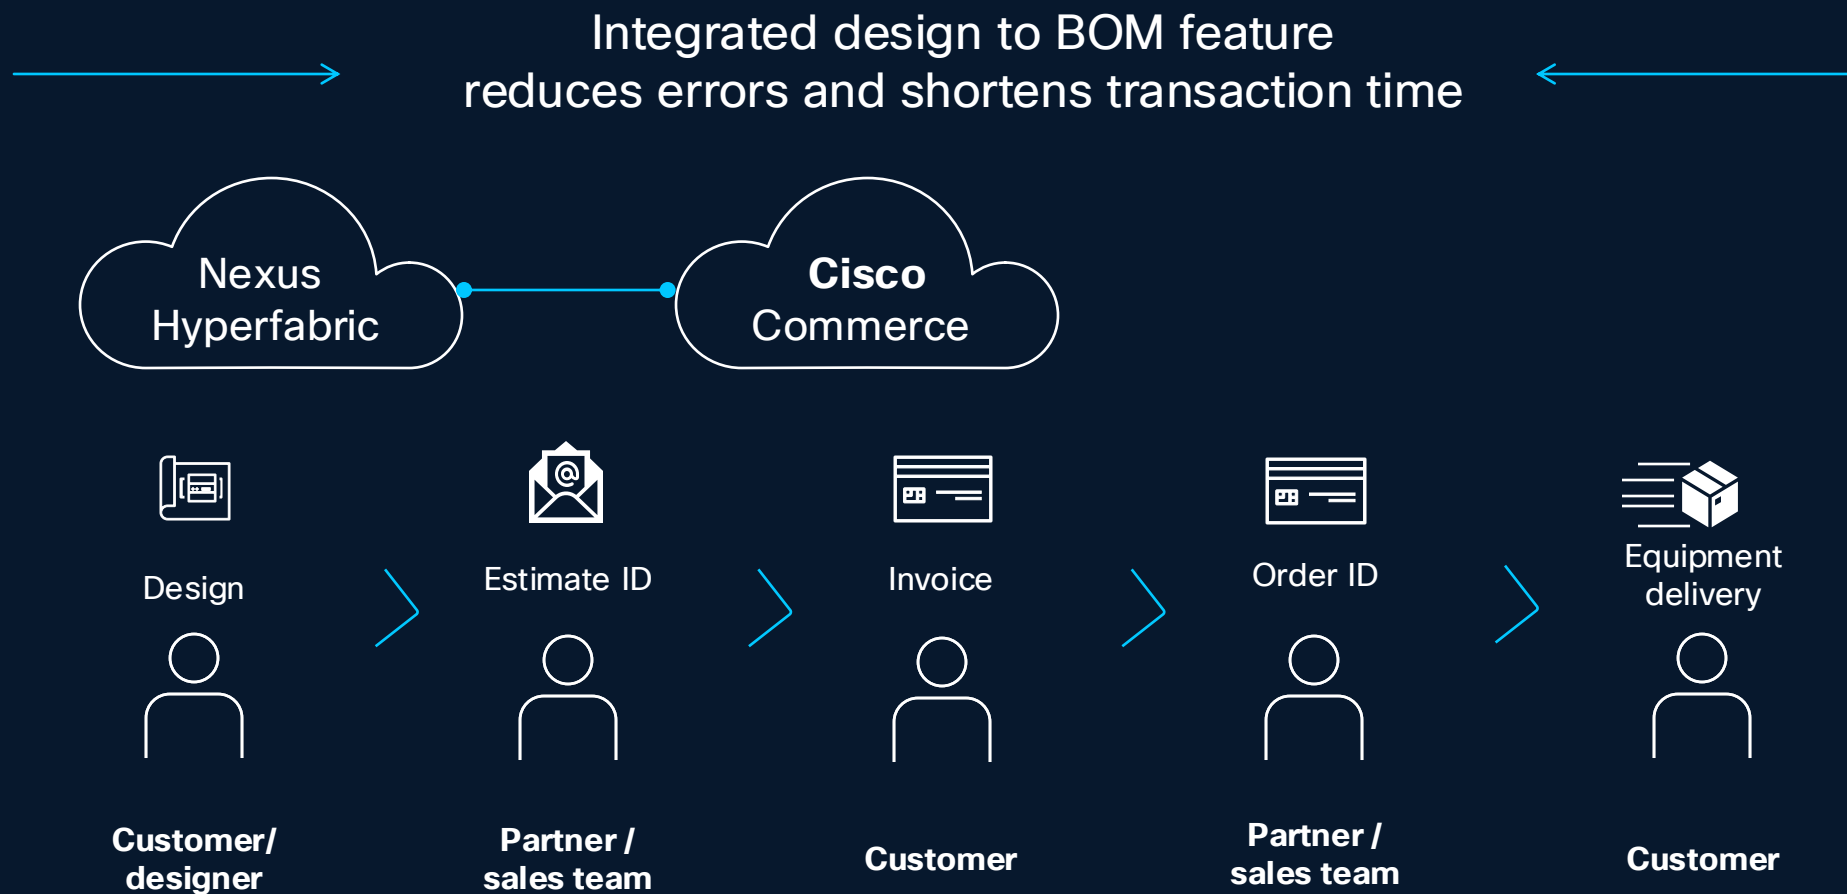 Integrated design to BOM feature
reduces errors and shortens transaction time
Nexus
Hyperfabric
Cisco
Commerce
Design
Estimate ID
Invoice
Order ID
Equipment
delivery
Customer/
designer
Partner /
sales team
Customer
Partner /
sales team
Customer